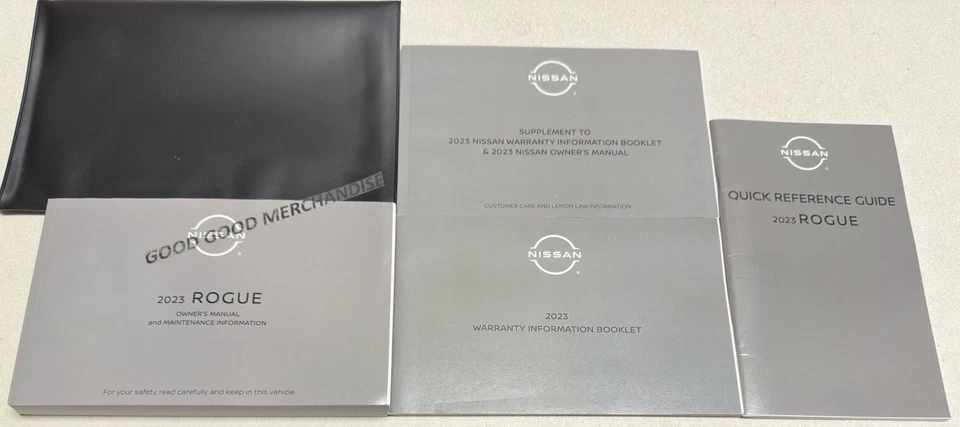 NISSAN
SUPPLEMENT TO
2023 NISSAN WARRANTY INFORMATION BOOKLET
& 2023 NISSAN OWNER'S MANUAL
CUSTOMER CARE AND LEMON LAW INFORMATION
NISSAN
QUICK REFERENCE GUIDE
2023 ROGUE
GOOD GOOD MERCHANDISE
NISSAN
2023 ROGUE
OWNER'S MANUAL
and MAINTENANCE INFORMATION
For your safety, read carefully and keep in this vehicle.
NISSAN
2023
WARRANTY INFORMATION BOOKLET